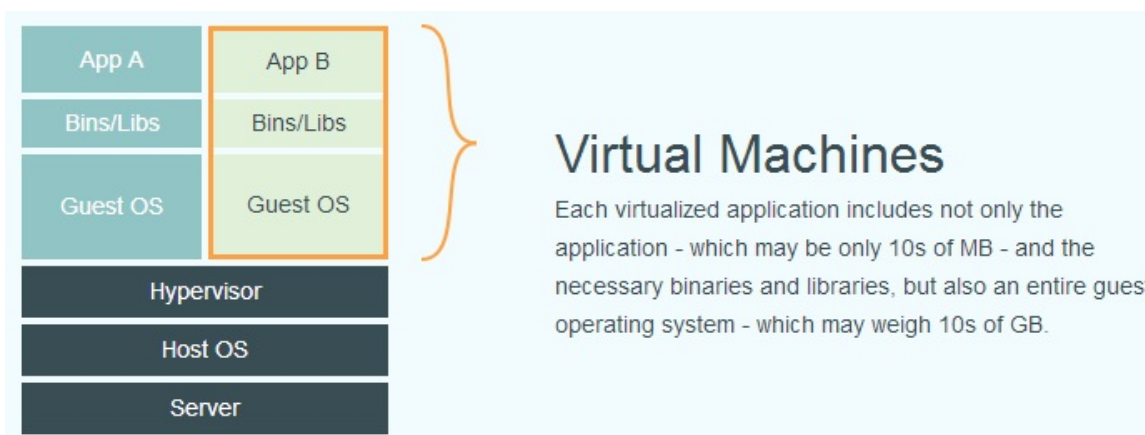 App A
App B
Bins/Libs
Bins/Libs
Guest OS
Guest OS
Hypervisor
Host OS
Server
Virtual Machines
Each virtualized application includes not only the
application - which may be only 10s of MB - and the
necessary binaries and libraries, but also an entire gues
operating system - which may weigh 10s of GB.